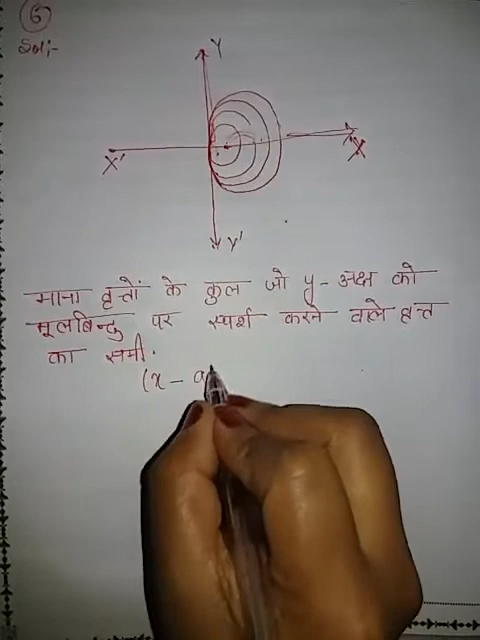 6
Sol:-
Y
X'
X
Y'
माना वृत्तों के कुल जो y-अक्ष को
मूलबिन्दु पर स्पर्श करने वाले वृत्त
का समी.
(x - a